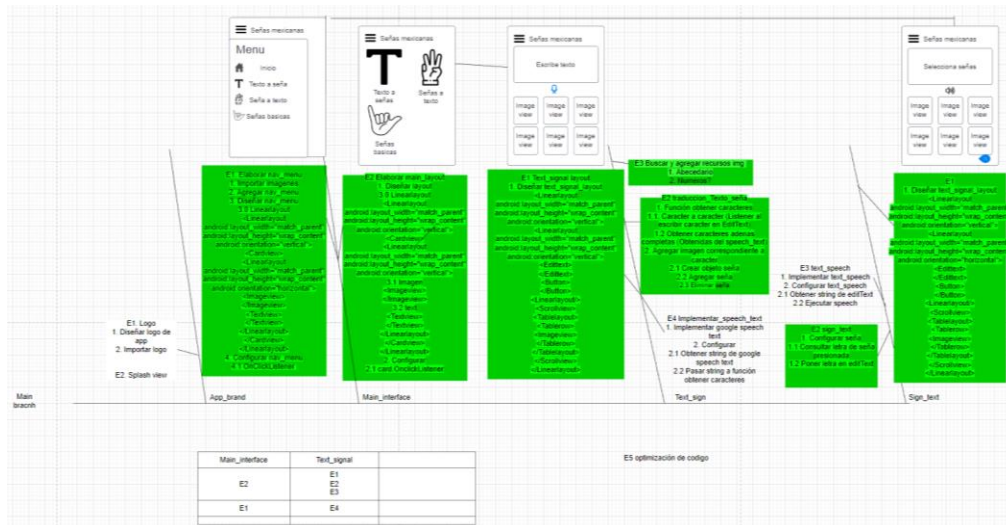 Señas mexicanas
Menu
Inicio
Texto a seña
Seña a texto
Señas basicas
Señas mexicanas
Texto a
señas
Señas a
texto
Señas
basicas
Señas mexicanas
Escribe texto
Image
view
Image
view
Image
view
Image
view
Image
view
Image
view
Señas mexicanas
Selecciona señas
Image
view
Image
view
Image
view
Image
view
Image
view
Image
view
E1. Elaborar nav_menu
1. Importar imagenes
2. Agregar nav_menu
3. Diseñar nav_menu
3.B Linearlayout
<Linearlayout
android:layout_width="match_parent"
android:layout_height="wrap_content"
android:orientation="vertical">
<Cardview>
<Linearlayout
android:layout_width="match_parent"
android:layout_height="wrap_content"
android:orientation="horizontal">
<Imageview>
</Imageview>
<Textview>
</Textview>
</Linearlayout>
</Cardview>
</Linearlayout>
4. Configurar nav_menu
4.1 OnClickListener
E2 Elaborar main_layout
1. Diseñar layout
3.B Linearlayout
<Linearlayout
android:layout_width="match_parent"
android:layout_height="wrap_content"
android:orientation="vertical">
<Cardview>
<Linearlayout
android:layout_width="match_parent"
android:layout_height="wrap_content"
android:orientation="vertical">
3.1 imagen
<Imageview>
</Imageview>
3.2 text
<Textview>
</Textview>
</Linearlayout>
</Cardview>
</Linearlayout>
2. Configurar
2.1 card OnclickListener
E1 Text_signal layout
1. Diseñar text_signal_layout
<Linearlayout
android:layout_width="match_parent"
android:layout_height="wrap_content"
android:orientation="vertical">
<Linearlayout
android:layout_width="match_parent"
android:layout_height="wrap_content"
android:orientation="vertical">
<Edittext>
</Edittext>
<Button>
</Button>
</Linearlayout>
<Scrollview>
<Tablelayout>
<Tablerow>
<Imageview>
</Tablerow>
</Tablelayout>
</Scrollview>
</Linearlayout>
E3 Buscar y agregar recursos img
1. Abecedario
2. Numeros?
E2 traduccion_Texto_seña
1. Función obtener caracteres
1.1. Caracter a caracter (Listener al
escribir caracter en EditText)
1.2 Obtener caracteres adenuis
completas (Obtenidas del speech_text)
2. Agregar imagen correspondiente a
caracter
2.1 Crear objeto seña
2.2 Agregar seña
2.3 Eliminar seña
E4 Implementar_speech_text
1. Implementar google speech
text
2. Configurar
2.1 Obtener string de google
speech text
2.2 Pasar string a función
obtener caracteres
E3 text_speech
1. Implementar text_speech
2. Configurar text_speech
2.1 Obtener string de editText
2.2 Ejecutar speech
E2 sign_text
1. Configurar seña
1.1 Consultar letra de seña
presionada
1.2 Poner letra en editText
E1
1. Diseñar text_signal_layout
<Linearlayout
android:layout_width="match_parent"
android:layout_height="wrap_content"
android:orientation="vertical">
<Linearlayout
android:layout_width="match_parent"
android:layout_height="wrap_content"
android:orientation="horizontal">
<Edittext>
</Edittext>
<Button>
</Button>
</Linearlayout>
<Scrollview>
<Tablelayout>
<Tablerow>
<Imageview>
</Tablerow>
</Tablelayout>
</Scrollview>
</Linearlayout>
E1. Logo
1. Diseñar logo de
app
2. Importar logo
E2. Splash view
Main
bracnh
App_brand
Main_interface
Text_sign
Sign_text
Main_interface
Text_signal
E2
E1
E2
E3
E1
E4
E5 optimización de codigo